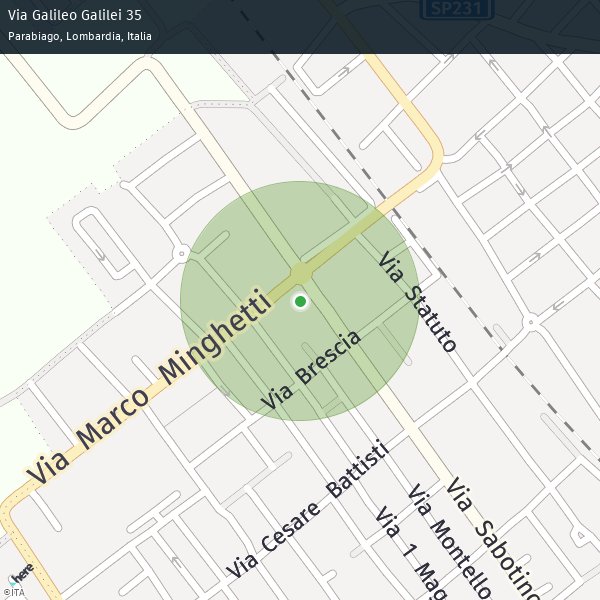 Via Galileo Galilei 35
Parabiago, Lombardia, Italia
SP231
Via Statuto
Via Marco Minghetti
Via Brescia
Via Cesare Battisti
Via Sabotino
Via Montello
Via 1 Mag
here
©ITA